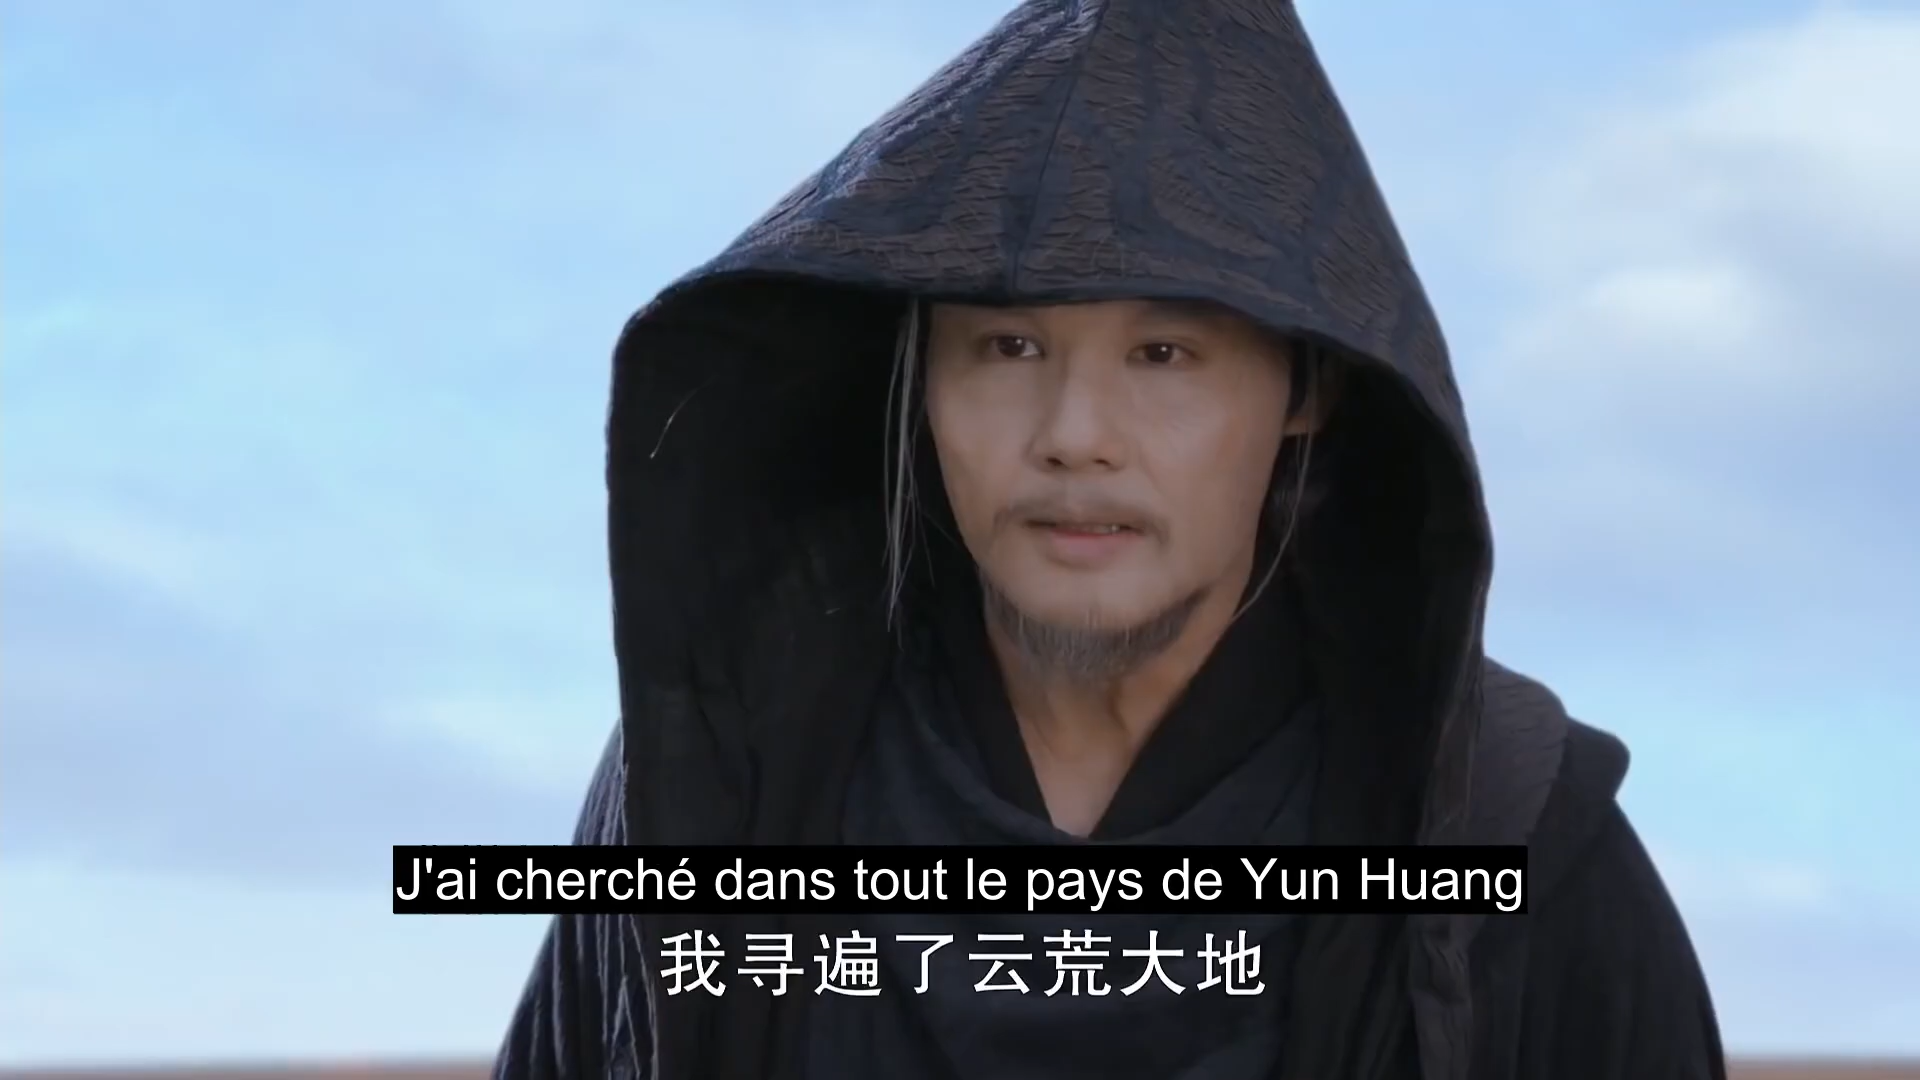 J'ai cherché dans tout le pays de Yun Huang
我寻遍了云荒大地